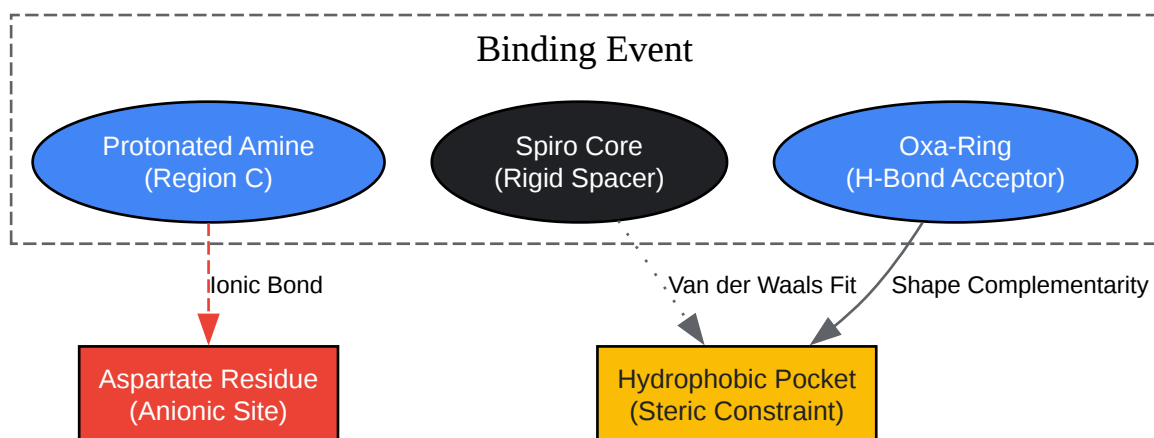 Binding Event
Protonated Amine
(Region C)
Spiro Core
(Rigid Spacer)
Oxa-Ring
(H-Bond Acceptor)
Ionic Bond
Van der Waals Fit
Shape Complementarity
Aspartate Residue
(Anionic Site)
Hydrophobic Pocket
(Steric Constraint)